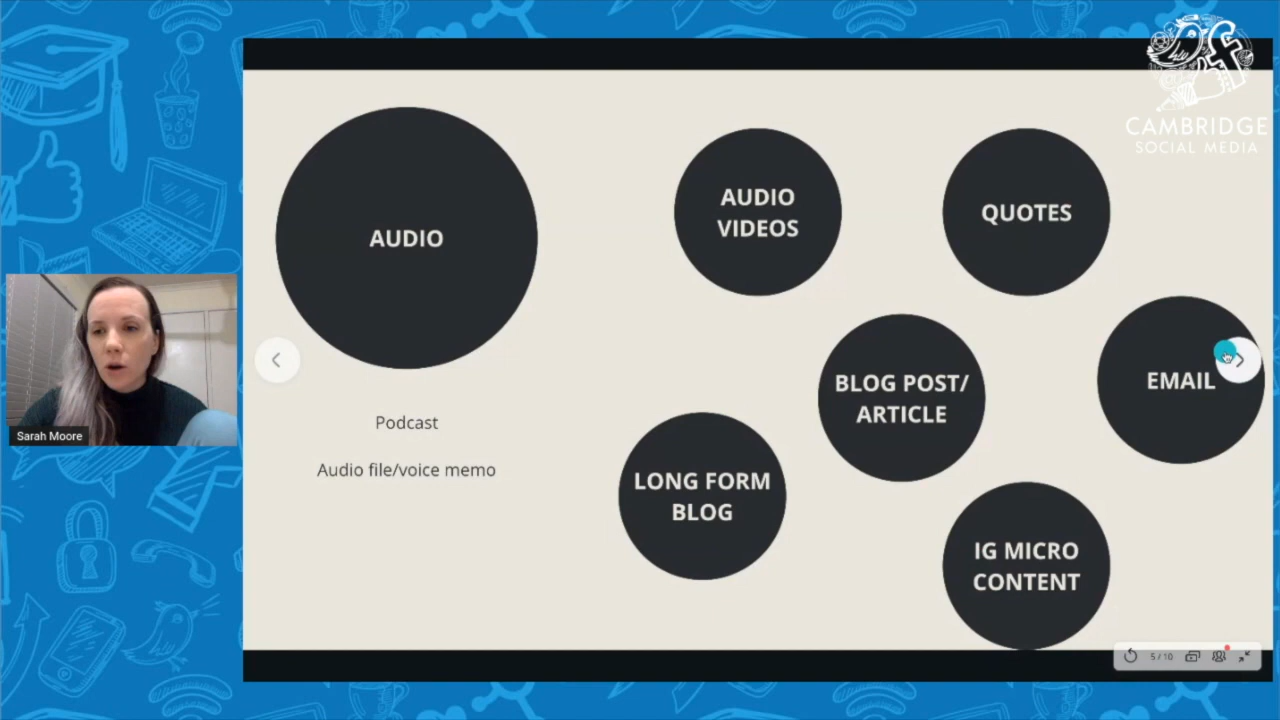 CAMBRIDGE
SOCIAL MEDIA
AUDIO
Podcast
Audio file/voice memo
AUDIO
VIDEOS
QUOTES
BLOG POST/
ARTICLE
EMAIL
LONG FORM
BLOG
IG MICRO
CONTENT
Sarah Moore
5/10